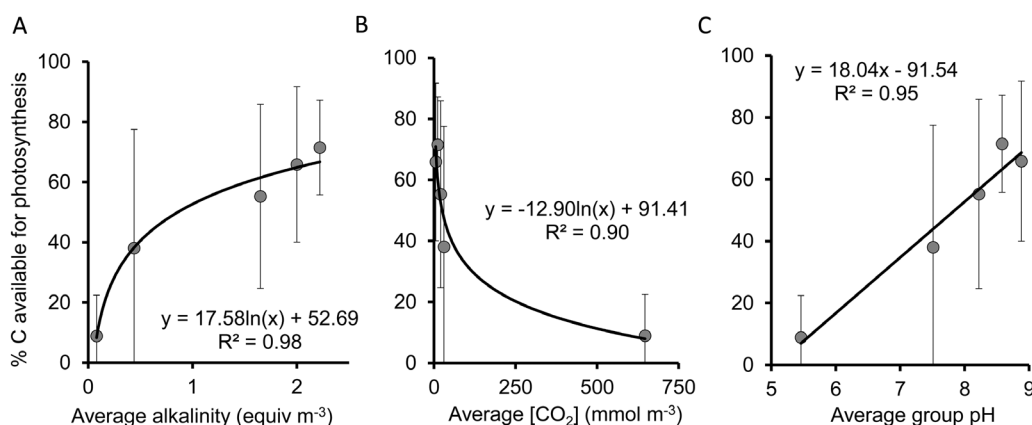 A
B
C
% C available for photosynthesis
100
80
60
40
20
0
y = 17.58ln(x) + 52.69
R² = 0.98
0 1 2
Average alkalinity (equiv m⁻³)
100
80
60
40
20
0
y = -12.90ln(x) + 91.41
R² = 0.90
0 250 500 750
Average [CO₂] (mmol m⁻³)
100
80
60
40
20
0
y = 18.04x - 91.54
R² = 0.95
5 6 7 8 9
Average group pH